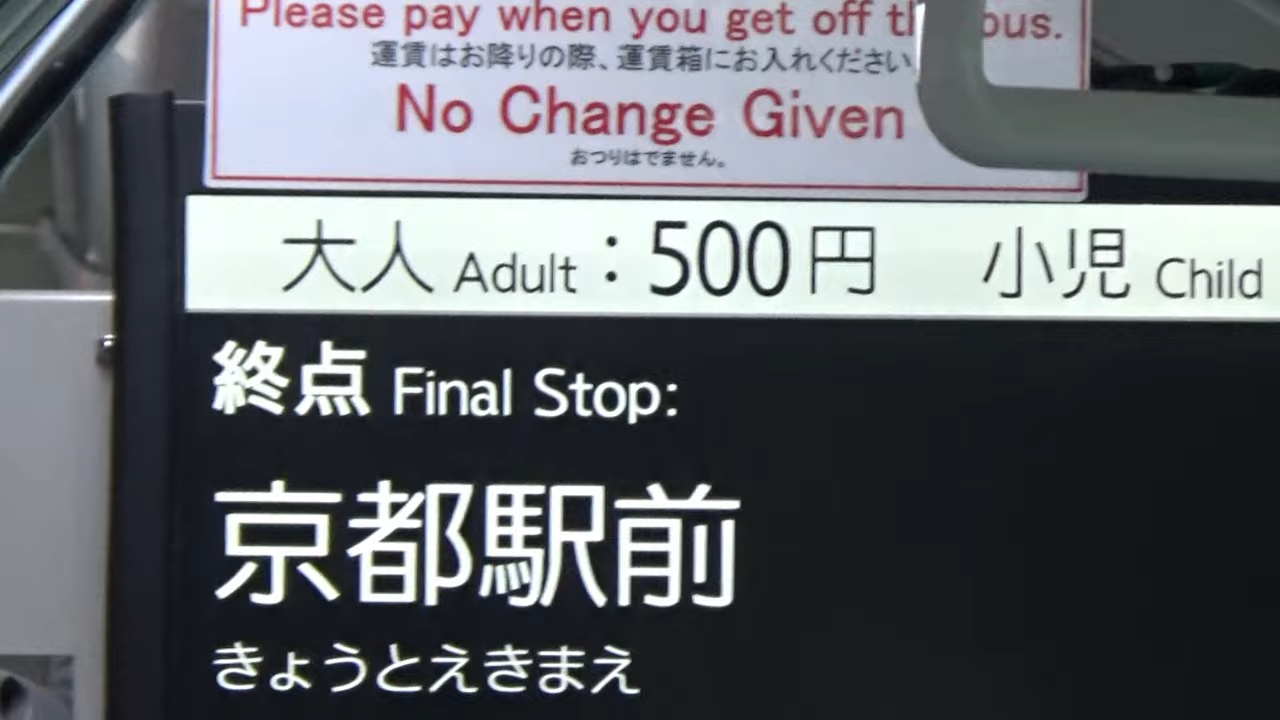 Please pay when you get off th bus.
運賃はお降りの際、運賃箱にお入れください
No Change Given
おつりはでません。
大人 Adult : 500円 小児 Child
終点 Final Stop:
京都駅前
きょうとえきまえ